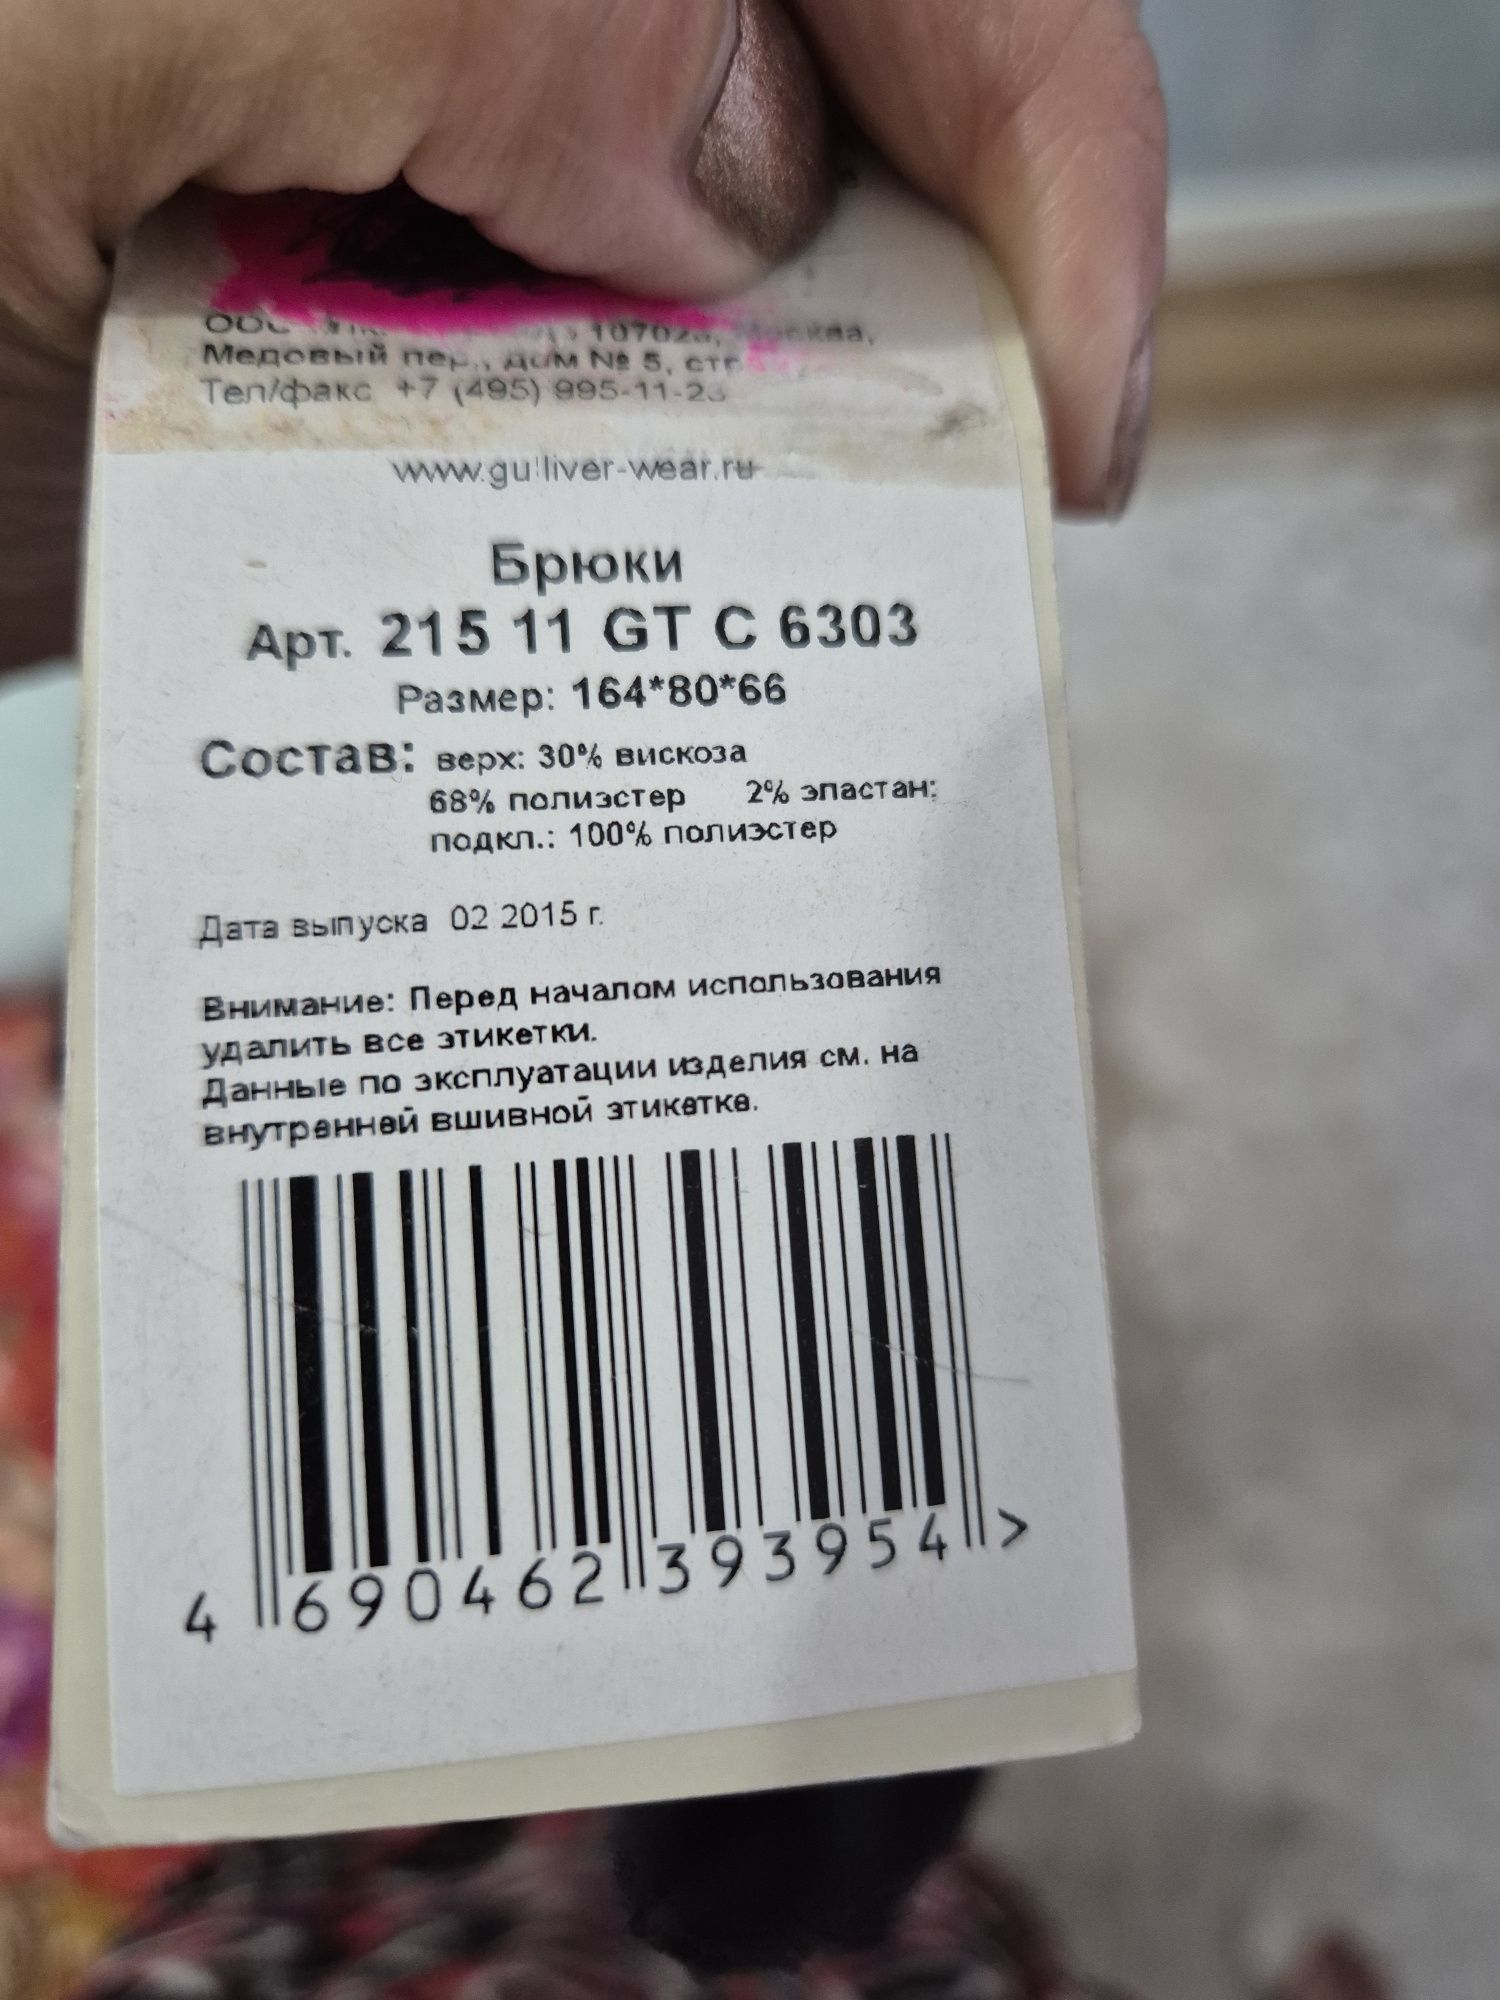 ООО 107023, Москва,
Медовый пер., дом № 5, стр
Тел/факс +7 (495) 995-11-23
www.gulliver-wear.ru
Брюки
Арт. 215 11 GT C 6303
Размер: 164*80*66
Состав: верх: 30% вискоза
68% полиэстер 2% эластан;
подкл.: 100% полиэстер
Дата выпуска 02 2015 г.
Внимание: Перед началом использования
удалить все этикетки.
Данные по эксплуатации изделия см. на
внутренней вшивной этикетке.
4 690462 393954 >